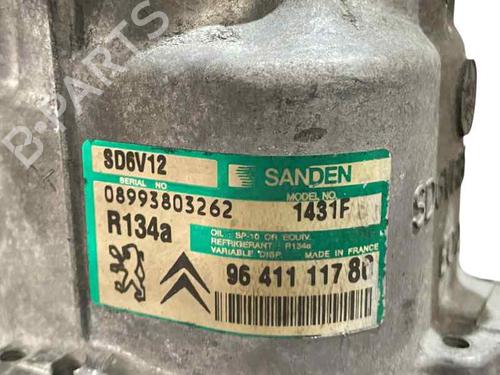 B-PARTS
SD6V12
SANDEN
SERIAL NO
MODEL NO.
08993803262
1431F
R134a
OIL : SP-10 OR EQUIV.
REFRIGERANT : R134a
VARIABLE DISP. MADE IN FRANCE
96 411 117 80